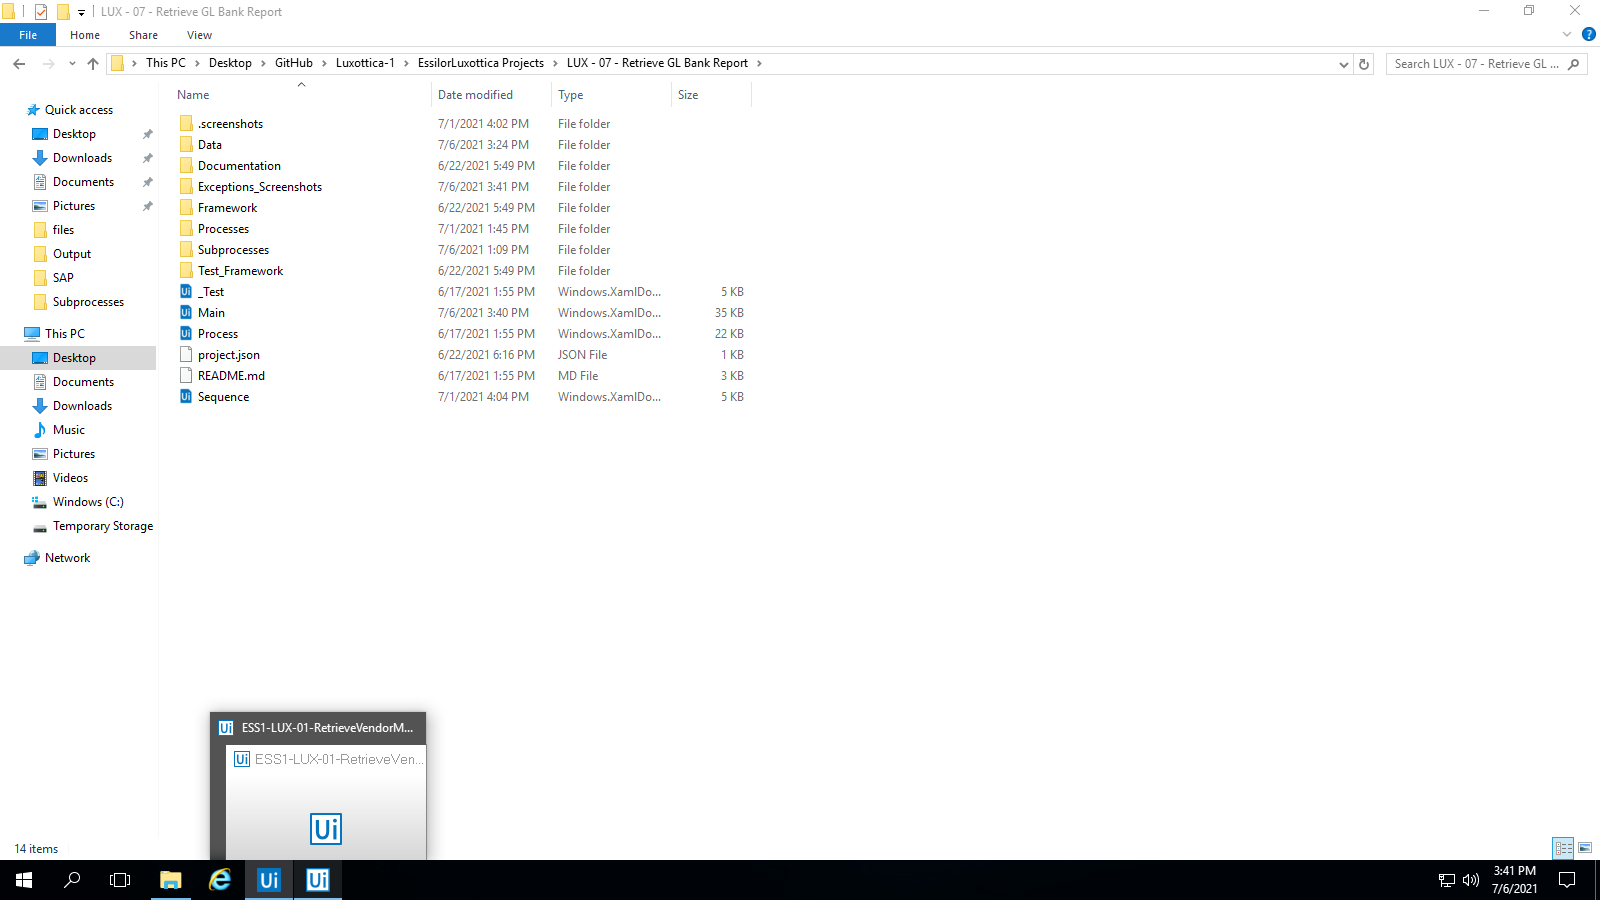 LUX - 07 - Retrieve GL Bank Report
File Home Share View
This PC Desktop GitHub Luxottica-1 EssilorLuxottica Projects LUX - 07 - Retrieve GL Bank Report
Search LUX - 07 - Retrieve GL ...
Quick access
Desktop
Downloads
Documents
Pictures
files
Output
SAP
Subprocesses
This PC
Desktop
Documents
Downloads
Music
Pictures
Videos
Windows (C:)
Temporary Storage
Network
Name Date modified Type Size
.screenshots 7/1/2021 4:02 PM File folder
Data 7/6/2021 3:24 PM File folder
Documentation 6/22/2021 5:49 PM File folder
Exceptions_Screenshots 7/6/2021 3:41 PM File folder
Framework 6/22/2021 5:49 PM File folder
Processes 7/1/2021 1:45 PM File folder
Subprocesses 7/6/2021 1:09 PM File folder
Test_Framework 6/22/2021 5:49 PM File folder
Ui _Test 6/17/2021 1:55 PM Windows.XamlDo... 5 KB
Ui Main 7/6/2021 3:40 PM Windows.XamlDo... 35 KB
Ui Process 6/17/2021 1:55 PM Windows.XamlDo... 22 KB
project.json 6/22/2021 6:16 PM JSON File 1 KB
README.md 6/17/2021 1:55 PM MD File 3 KB
Ui Sequence 7/1/2021 4:04 PM Windows.XamlDo... 5 KB
Ui ESS1-LUX-01-RetrieveVendorM...
Ui ESS1-LUX-01-RetrieveVen...
Ui
14 items
Ui Ui
3:41 PM
7/6/2021